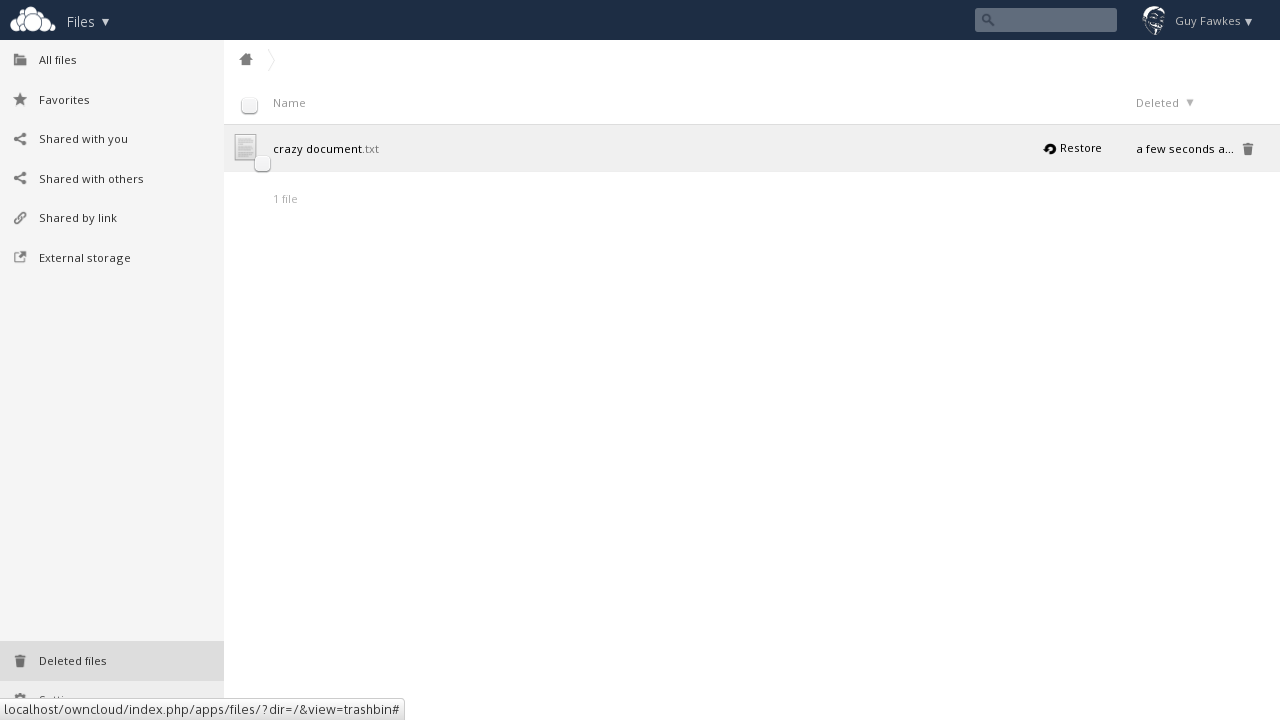 Files ▼
Guy Fawkes ▼
All files
Favorites
Shared with you
Shared with others
Shared by link
External storage
Name
Deleted ▼
crazy document.txt
Restore
a few seconds a...
1 file
Deleted files
localhost/owncloud/index.php/apps/files/?dir=/&view=trashbin#